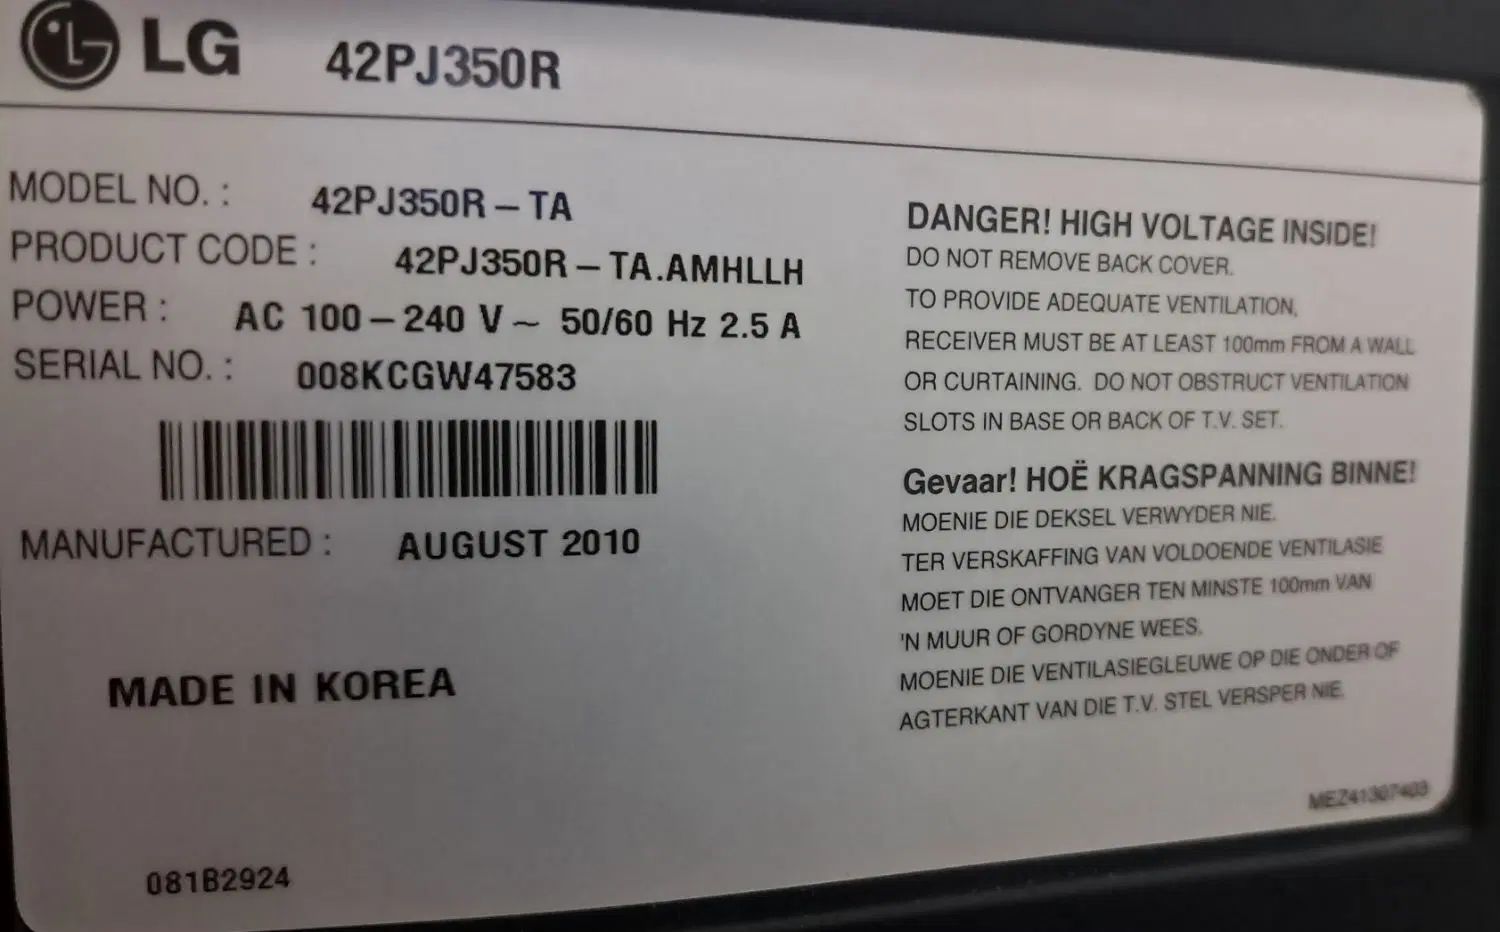 LG 42PJ350R
MODEL NO. : 42PJ350R-TA
PRODUCT CODE : 42PJ350R-TA.AMHLLH
POWER : AC 100-240 V ~ 50/60 Hz 2.5 A
SERIAL NO. : 008KCGW47583
MANUFACTURED : AUGUST 2010
MADE IN KOREA
081B2924
DANGER! HIGH VOLTAGE INSIDE!
DO NOT REMOVE BACK COVER.
TO PROVIDE ADEQUATE VENTILATION,
RECEIVER MUST BE AT LEAST 100mm FROM A WALL
OR CURTAINING. DO NOT OBSTRUCT VENTILATION
SLOTS IN BASE OR BACK OF T.V. SET.
Gevaar! HOË KRAGSPANNING BINNE!
MOENIE DIE DEKSEL VERWYDER NIE.
TER VERSKAFFING VAN VOLDOENDE VENTILASIE
MOET DIE ONTVANGER TEN MINSTE 100mm VAN
'N MUUR OF GORDYNE WEES.
MOENIE DIE VENTILASIEGLEUWE OP DIE ONDER OF
AGTERKANT VAN DIE T.V. STEL VERSPER NIE.
MEZ41307403